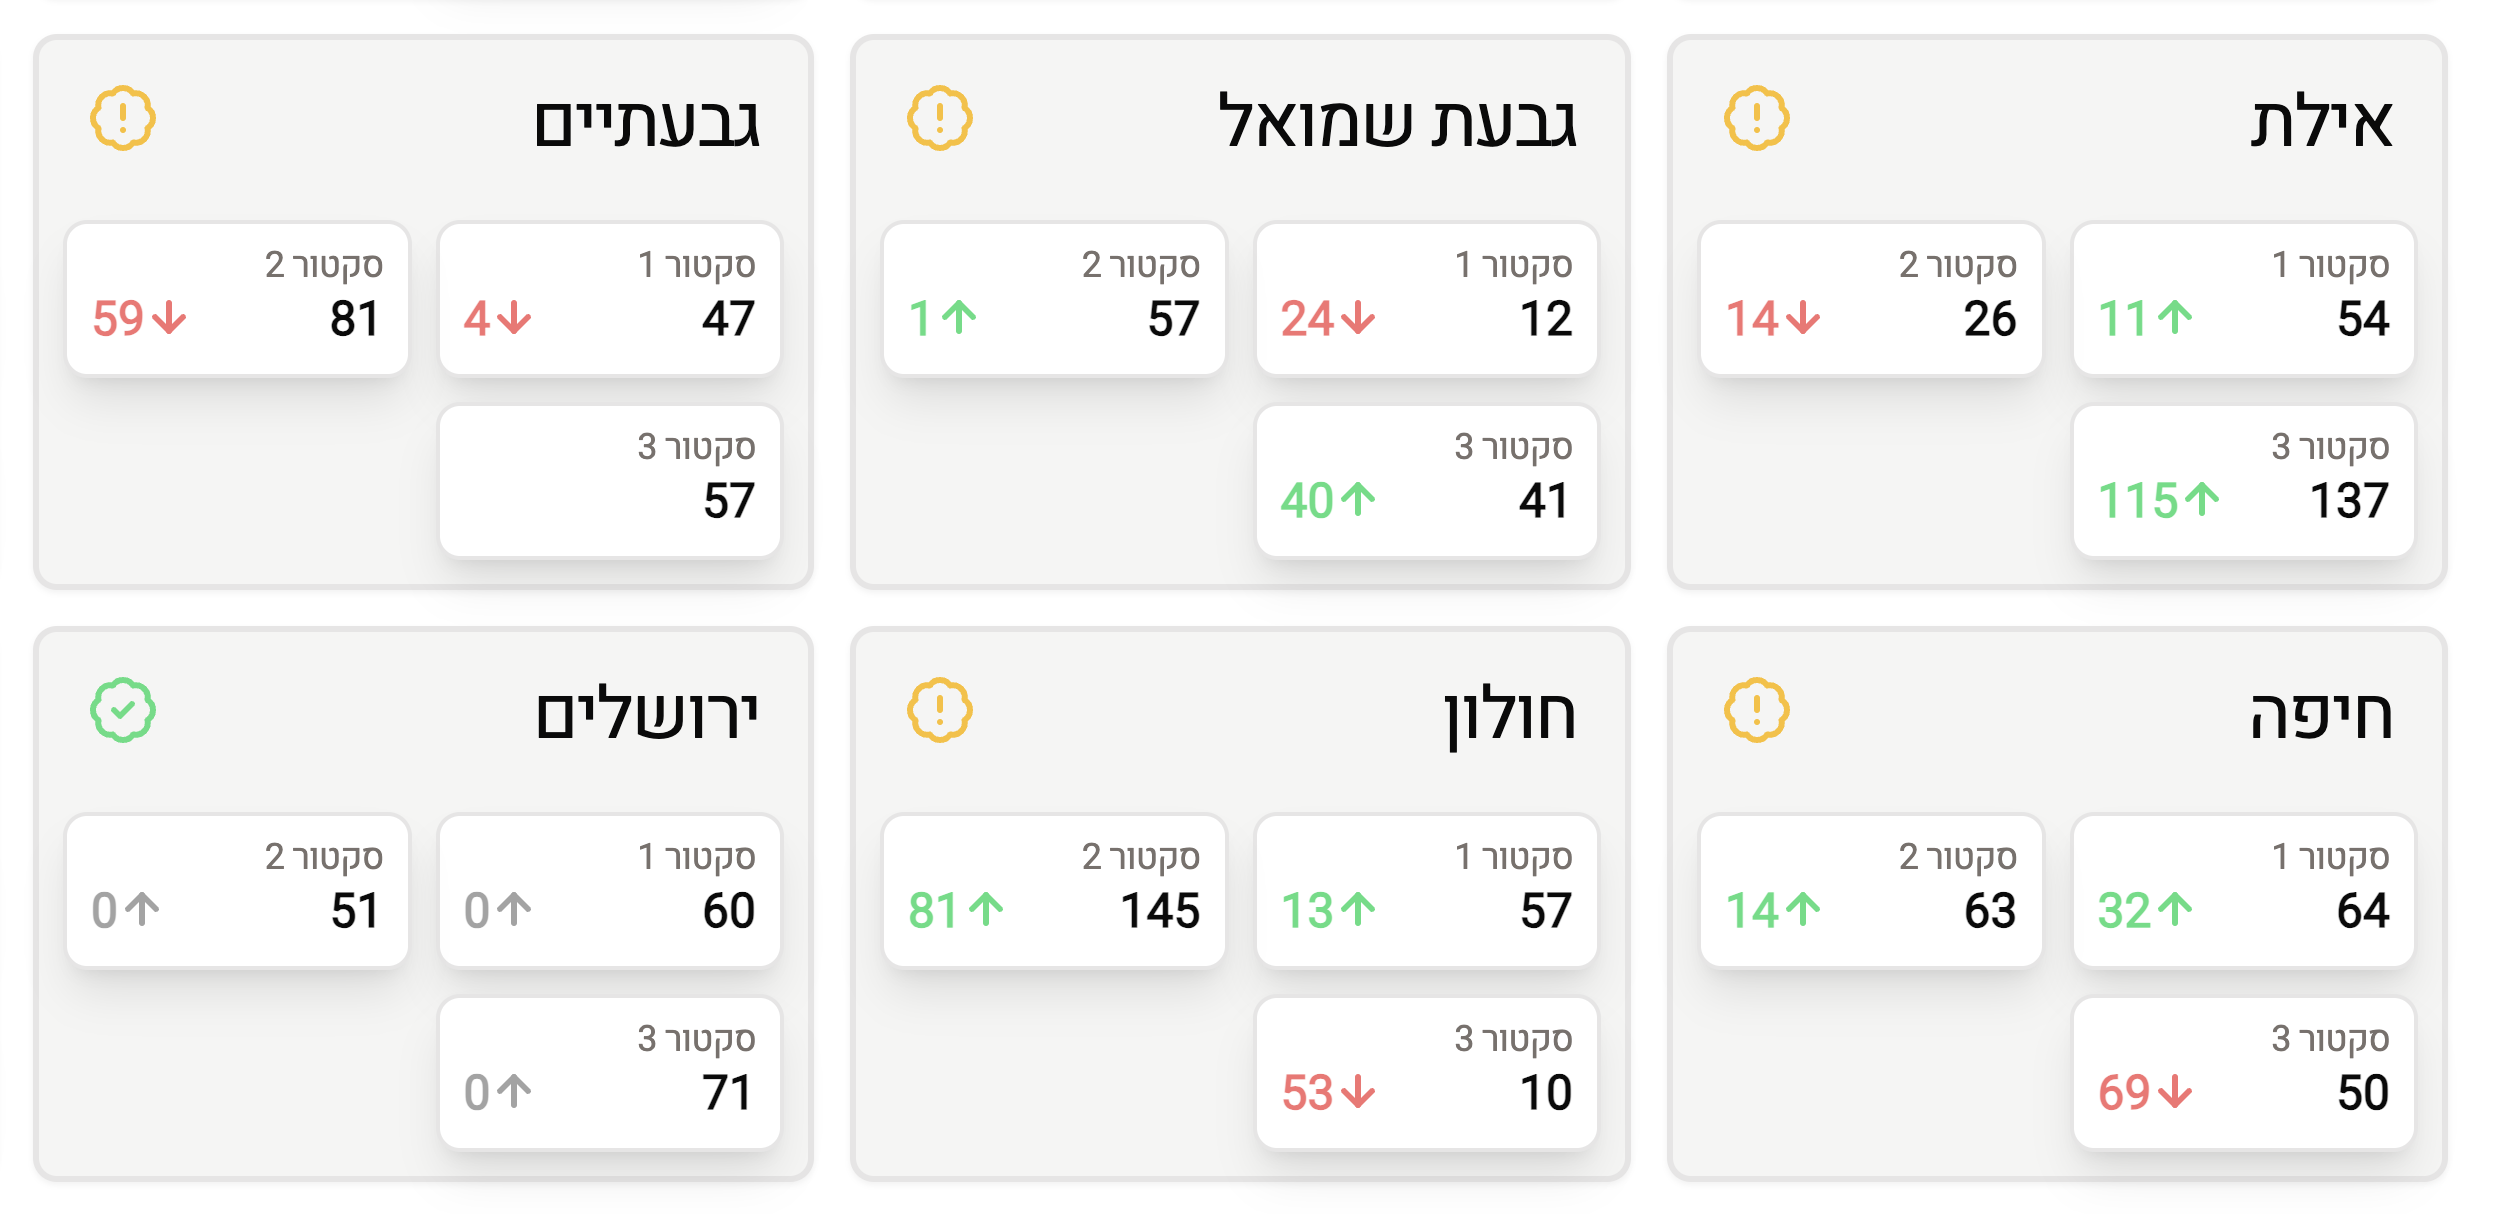 אילת
סקטור 1
54 ↑11
סקטור 2
26 ↓14
סקטור 3
137 ↑115
גבעת שמואל
סקטור 1
12 ↓24
סקטור 2
57 ↑1
סקטור 3
41 ↑40
גבעתיים
סקטור 1
47 ↓4
סקטור 2
81 ↓59
סקטור 3
57
חיפה
סקטור 1
64 ↑32
סקטור 2
63 ↑14
סקטור 3
50 ↓69
חולון
סקטור 1
57 ↑13
סקטור 2
145 ↑81
סקטור 3
10 ↓53
ירושלים
סקטור 1
60 ↑0
סקטור 2
51 ↑0
סקטור 3
71 ↑0